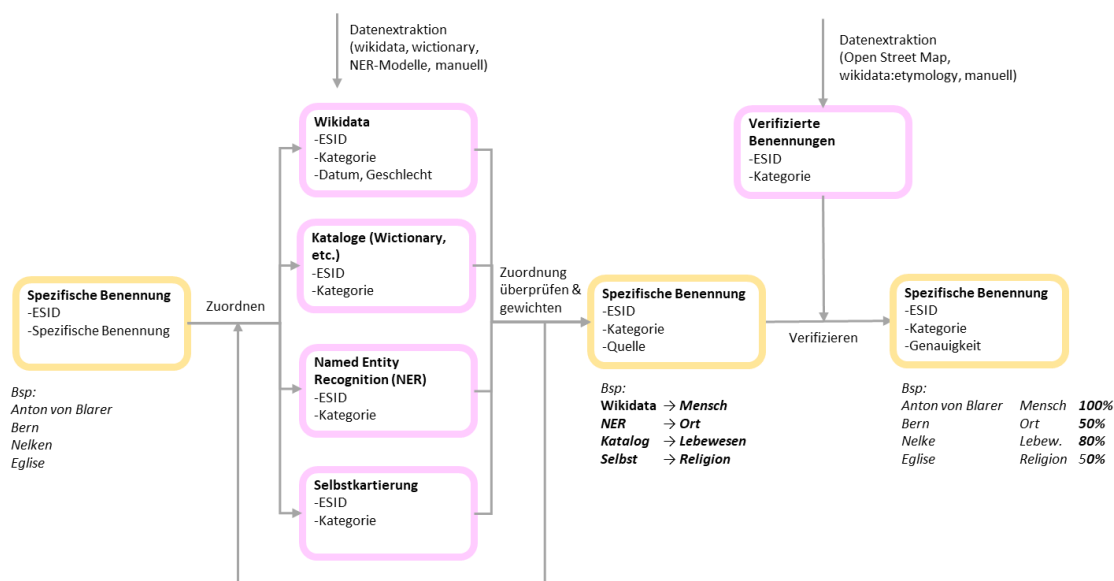 Datenextraktion
(wikidata, wictionary,
NER-Modelle, manuell)
Datenextraktion
(Open Street Map,
wikidata:etymology, manuell)
Wikidata
-ESID
-Kategorie
-Datum, Geschlecht
Verifizierte
Benennungen
-ESID
-Kategorie
Kataloge (Wictionary,
etc.)
-ESID
-Kategorie
Spezifische Benennung
-ESID
-Spezifische Benennung
Zuordnen
Zuordnung
überprüfen &
gewichten
Spezifische Benennung
-ESID
-Kategorie
-Quelle
Verifizieren
Spezifische Benennung
-ESID
-Kategorie
-Genauigkeit
Named Entity
Recognition (NER)
-ESID
-Kategorie
Selbstkartierung
-ESID
-Kategorie
Bsp:
Anton von Blarer
Bern
Nelken
Eglise
Bsp:
Wikidata → Mensch
NER → Ort
Katalog → Lebewesen
Selbst → Religion
Bsp:
Anton von Blarer Mensch 100%
Bern Ort 50%
Nelke Lebew. 80%
Eglise Religion 50%